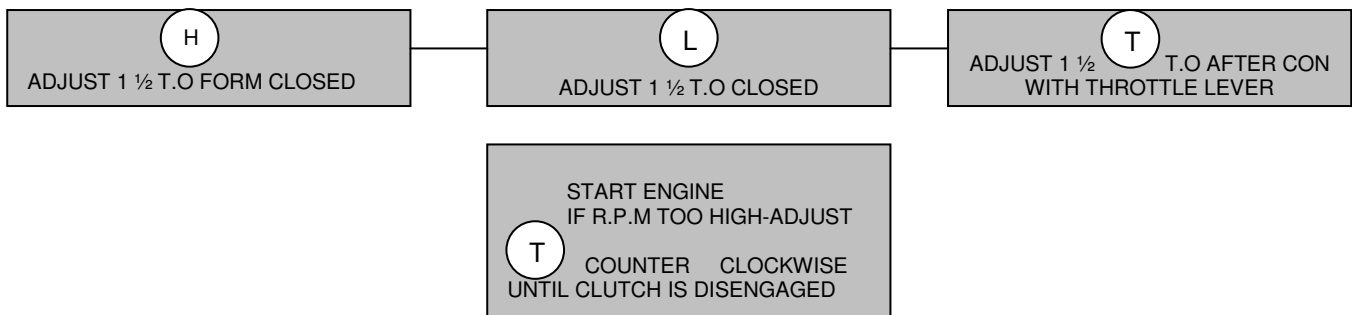 H
ADJUST 1 ½ T.O FORM CLOSED
L
ADJUST 1 ½ T.O CLOSED
T
ADJUST 1 ½ T.O AFTER CON
WITH THROTTLE LEVER
START ENGINE
IF R.P.M TOO HIGH-ADJUST
T
COUNTER CLOCKWISE
UNTIL CLUTCH IS DISENGAGED